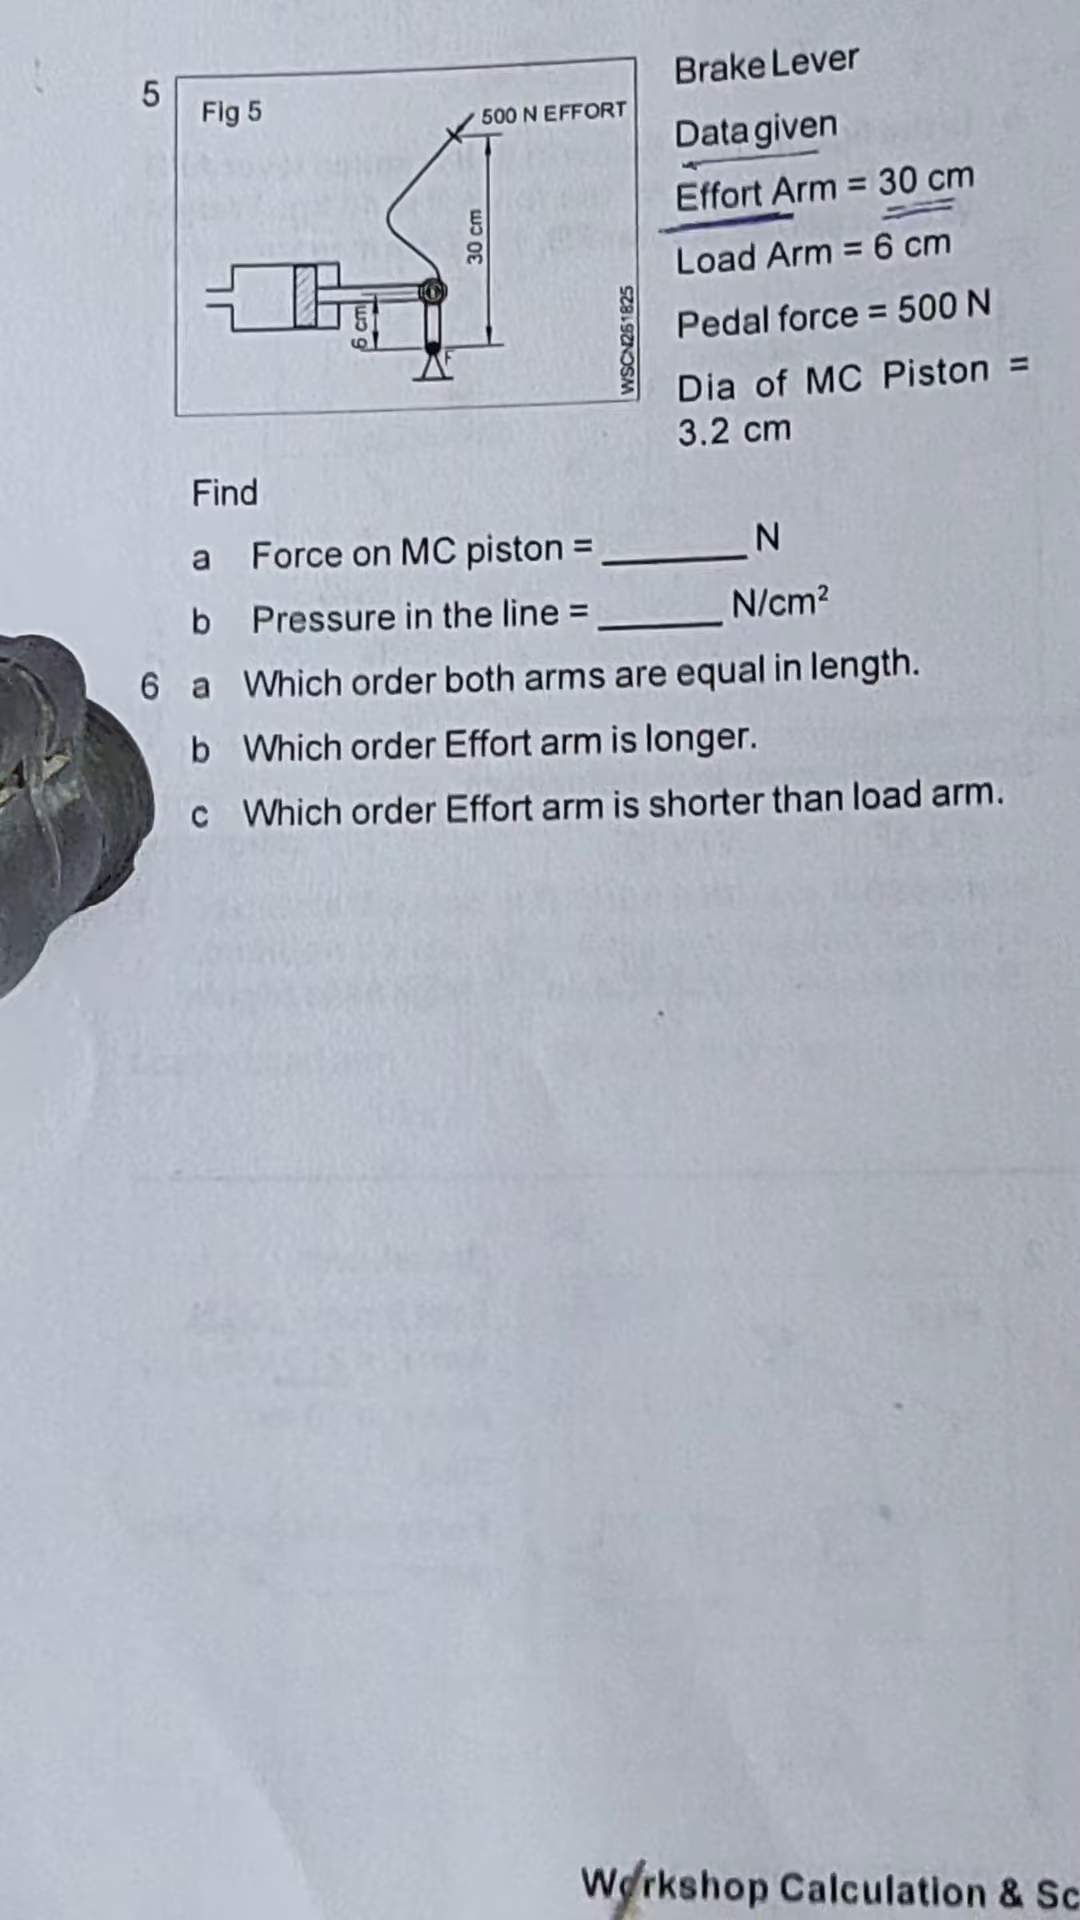 5
Fig 5
500 N EFFORT
30 cm
6 cm
F
WSCN261825
Brake Lever
Data given
Effort Arm = 30 cm
Load Arm = 6 cm
Pedal force = 500 N
Dia of MC Piston =
3.2 cm
Find
a Force on MC piston = _______ N
b Pressure in the line = ______ N/cm²
6 a Which order both arms are equal in length.
b Which order Effort arm is longer.
c Which order Effort arm is shorter than load arm.
Workshop Calculation & Sc